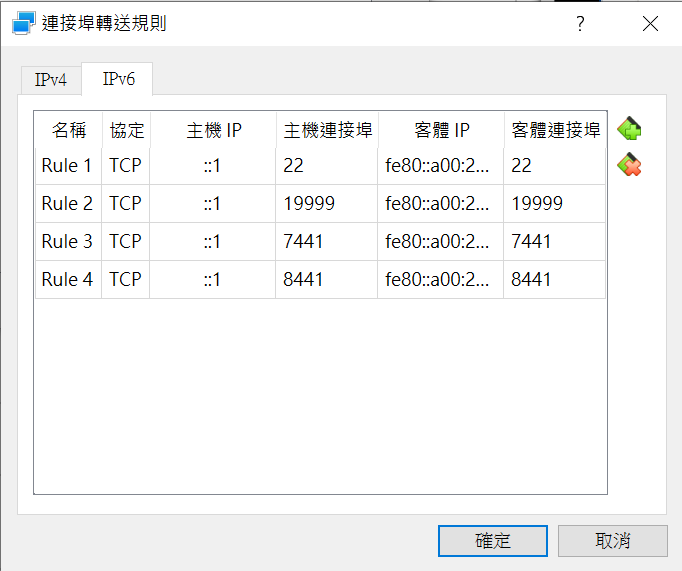 連接埠轉送規則 ?
IPv4 IPv6
名稱 協定 主機 IP 主機連接埠 客體 IP 客體連接埠
Rule 1 TCP ::1 22 fe80::a00:2... 22
Rule 2 TCP ::1 19999 fe80::a00:2... 19999
Rule 3 TCP ::1 7441 fe80::a00:2... 7441
Rule 4 TCP ::1 8441 fe80::a00:2... 8441
確定 取消